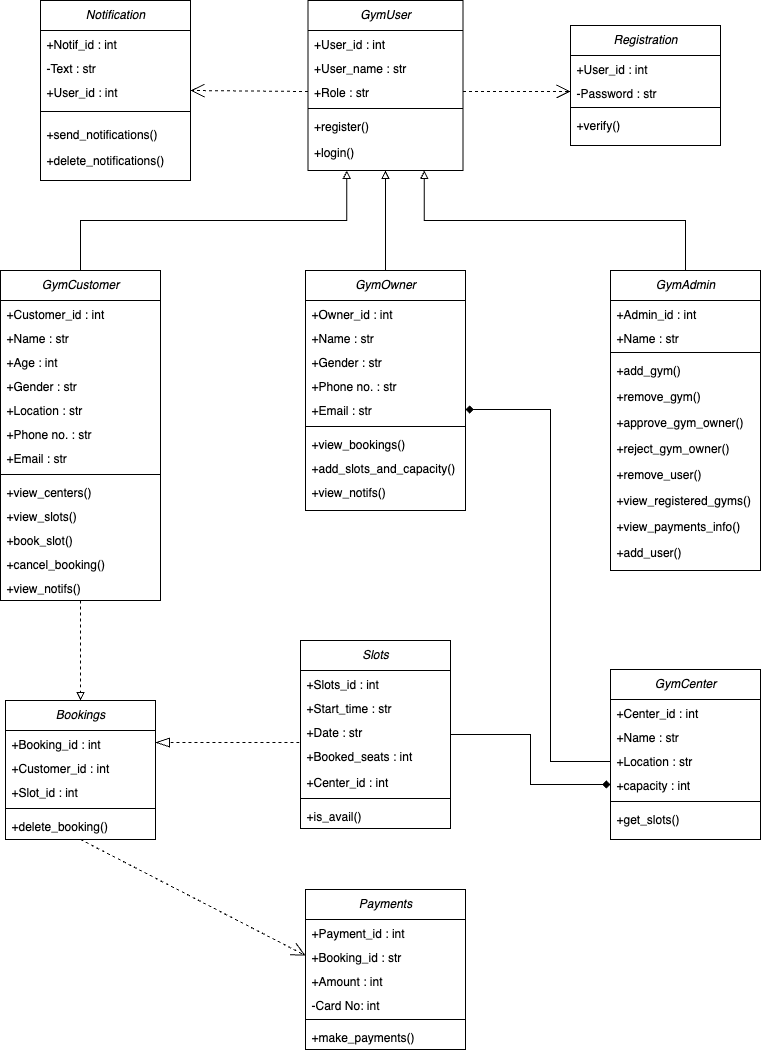 Notification
+Notif_id : int
-Text : str
+User_id : int
+send_notifications()
+delete_notifications()
GymUser
+User_id : int
+User_name : str
+Role : str
+register()
+login()
Registration
+User_id : int
-Password : str
+verify()
GymCustomer
+Customer_id : int
+Name : str
+Age : int
+Gender : str
+Location : str
+Phone no. : str
+Email : str
+view_centers()
+view_slots()
+book_slot()
+cancel_booking()
+view_notifs()
GymOwner
+Owner_id : int
+Name : str
+Gender : str
+Phone no. : str
+Email : str
+view_bookings()
+add_slots_and_capacity()
+view_notifs()
GymAdmin
+Admin_id : int
+Name : str
+add_gym()
+remove_gym()
+approve_gym_owner()
+reject_gym_owner()
+remove_user()
+view_registered_gyms()
+view_payments_info()
+add_user()
Bookings
+Booking_id : int
+Customer_id : int
+Slot_id : int
+delete_booking()
Slots
+Slots_id : int
+Start_time : str
+Date : str
+Booked_seats : int
+Center_id : int
+is_avail()
GymCenter
+Center_id : int
+Name : str
+Location : str
+capacity : int
+get_slots()
Payments
+Payment_id : int
+Booking_id : str
+Amount : int
-Card No: int
+make_payments()